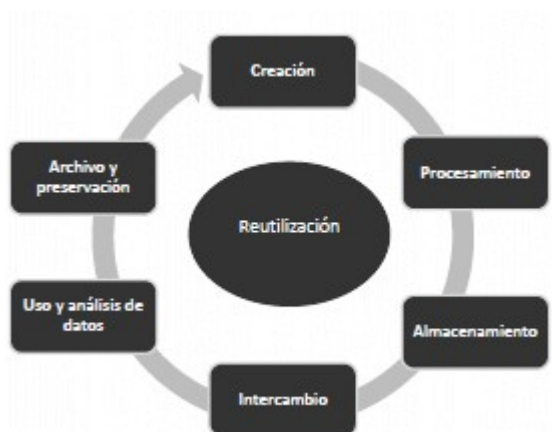 Creación
Procesamiento
Almacenamiento
Intercambio
Uso y análisis de
datos
Archivo y
preservación
Reutilización